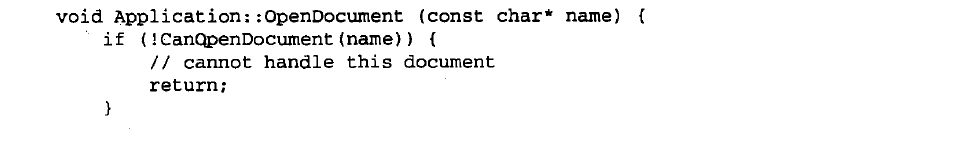 void Application::OpenDocument (const char* name) {
    if (!CanOpenDocument(name)) {
        // cannot handle this document
        return;
    }